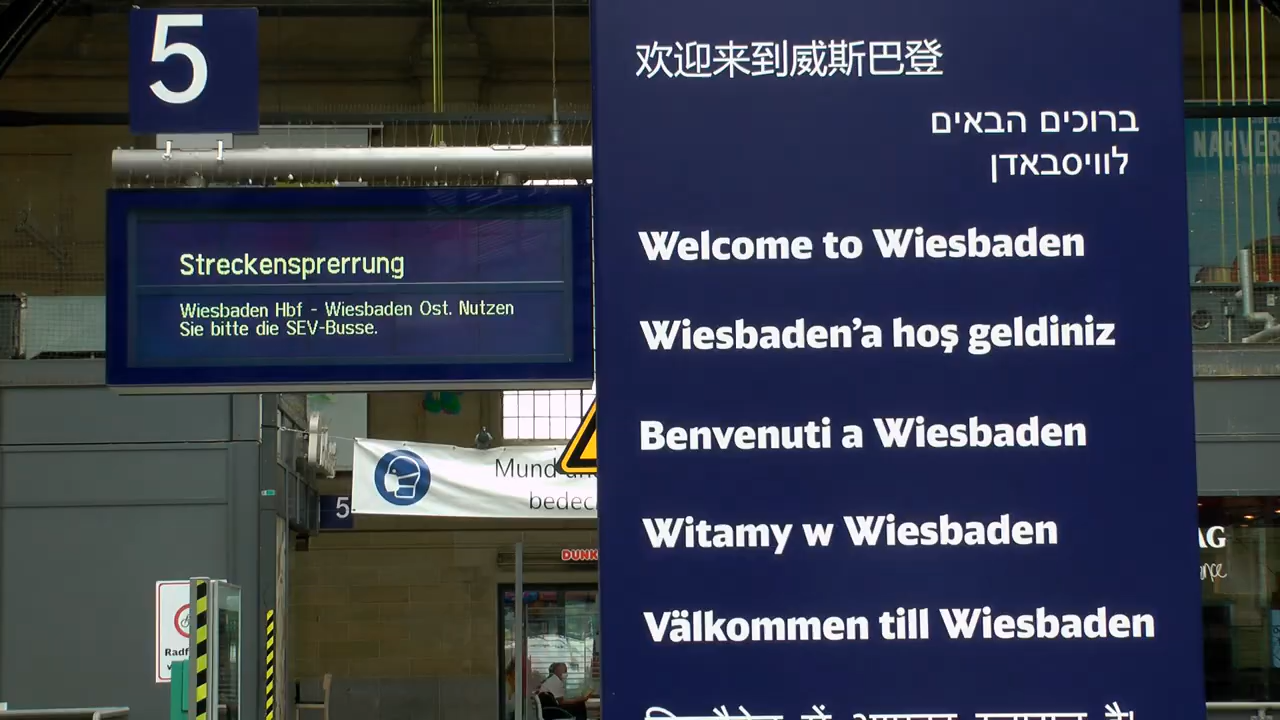 5
Streckensprerrung
Wiesbaden Hbf - Wiesbaden Ost. Nutzen
Sie bitte die SEV-Busse.
Mund
5
欢迎来到威斯巴登
ברוכים הבאים
לוויסבאדן
Welcome to Wiesbaden
Wiesbaden’a hoş geldiniz
Benvenuti a Wiesbaden
Witamy w Wiesbaden
Välkommen till Wiesbaden